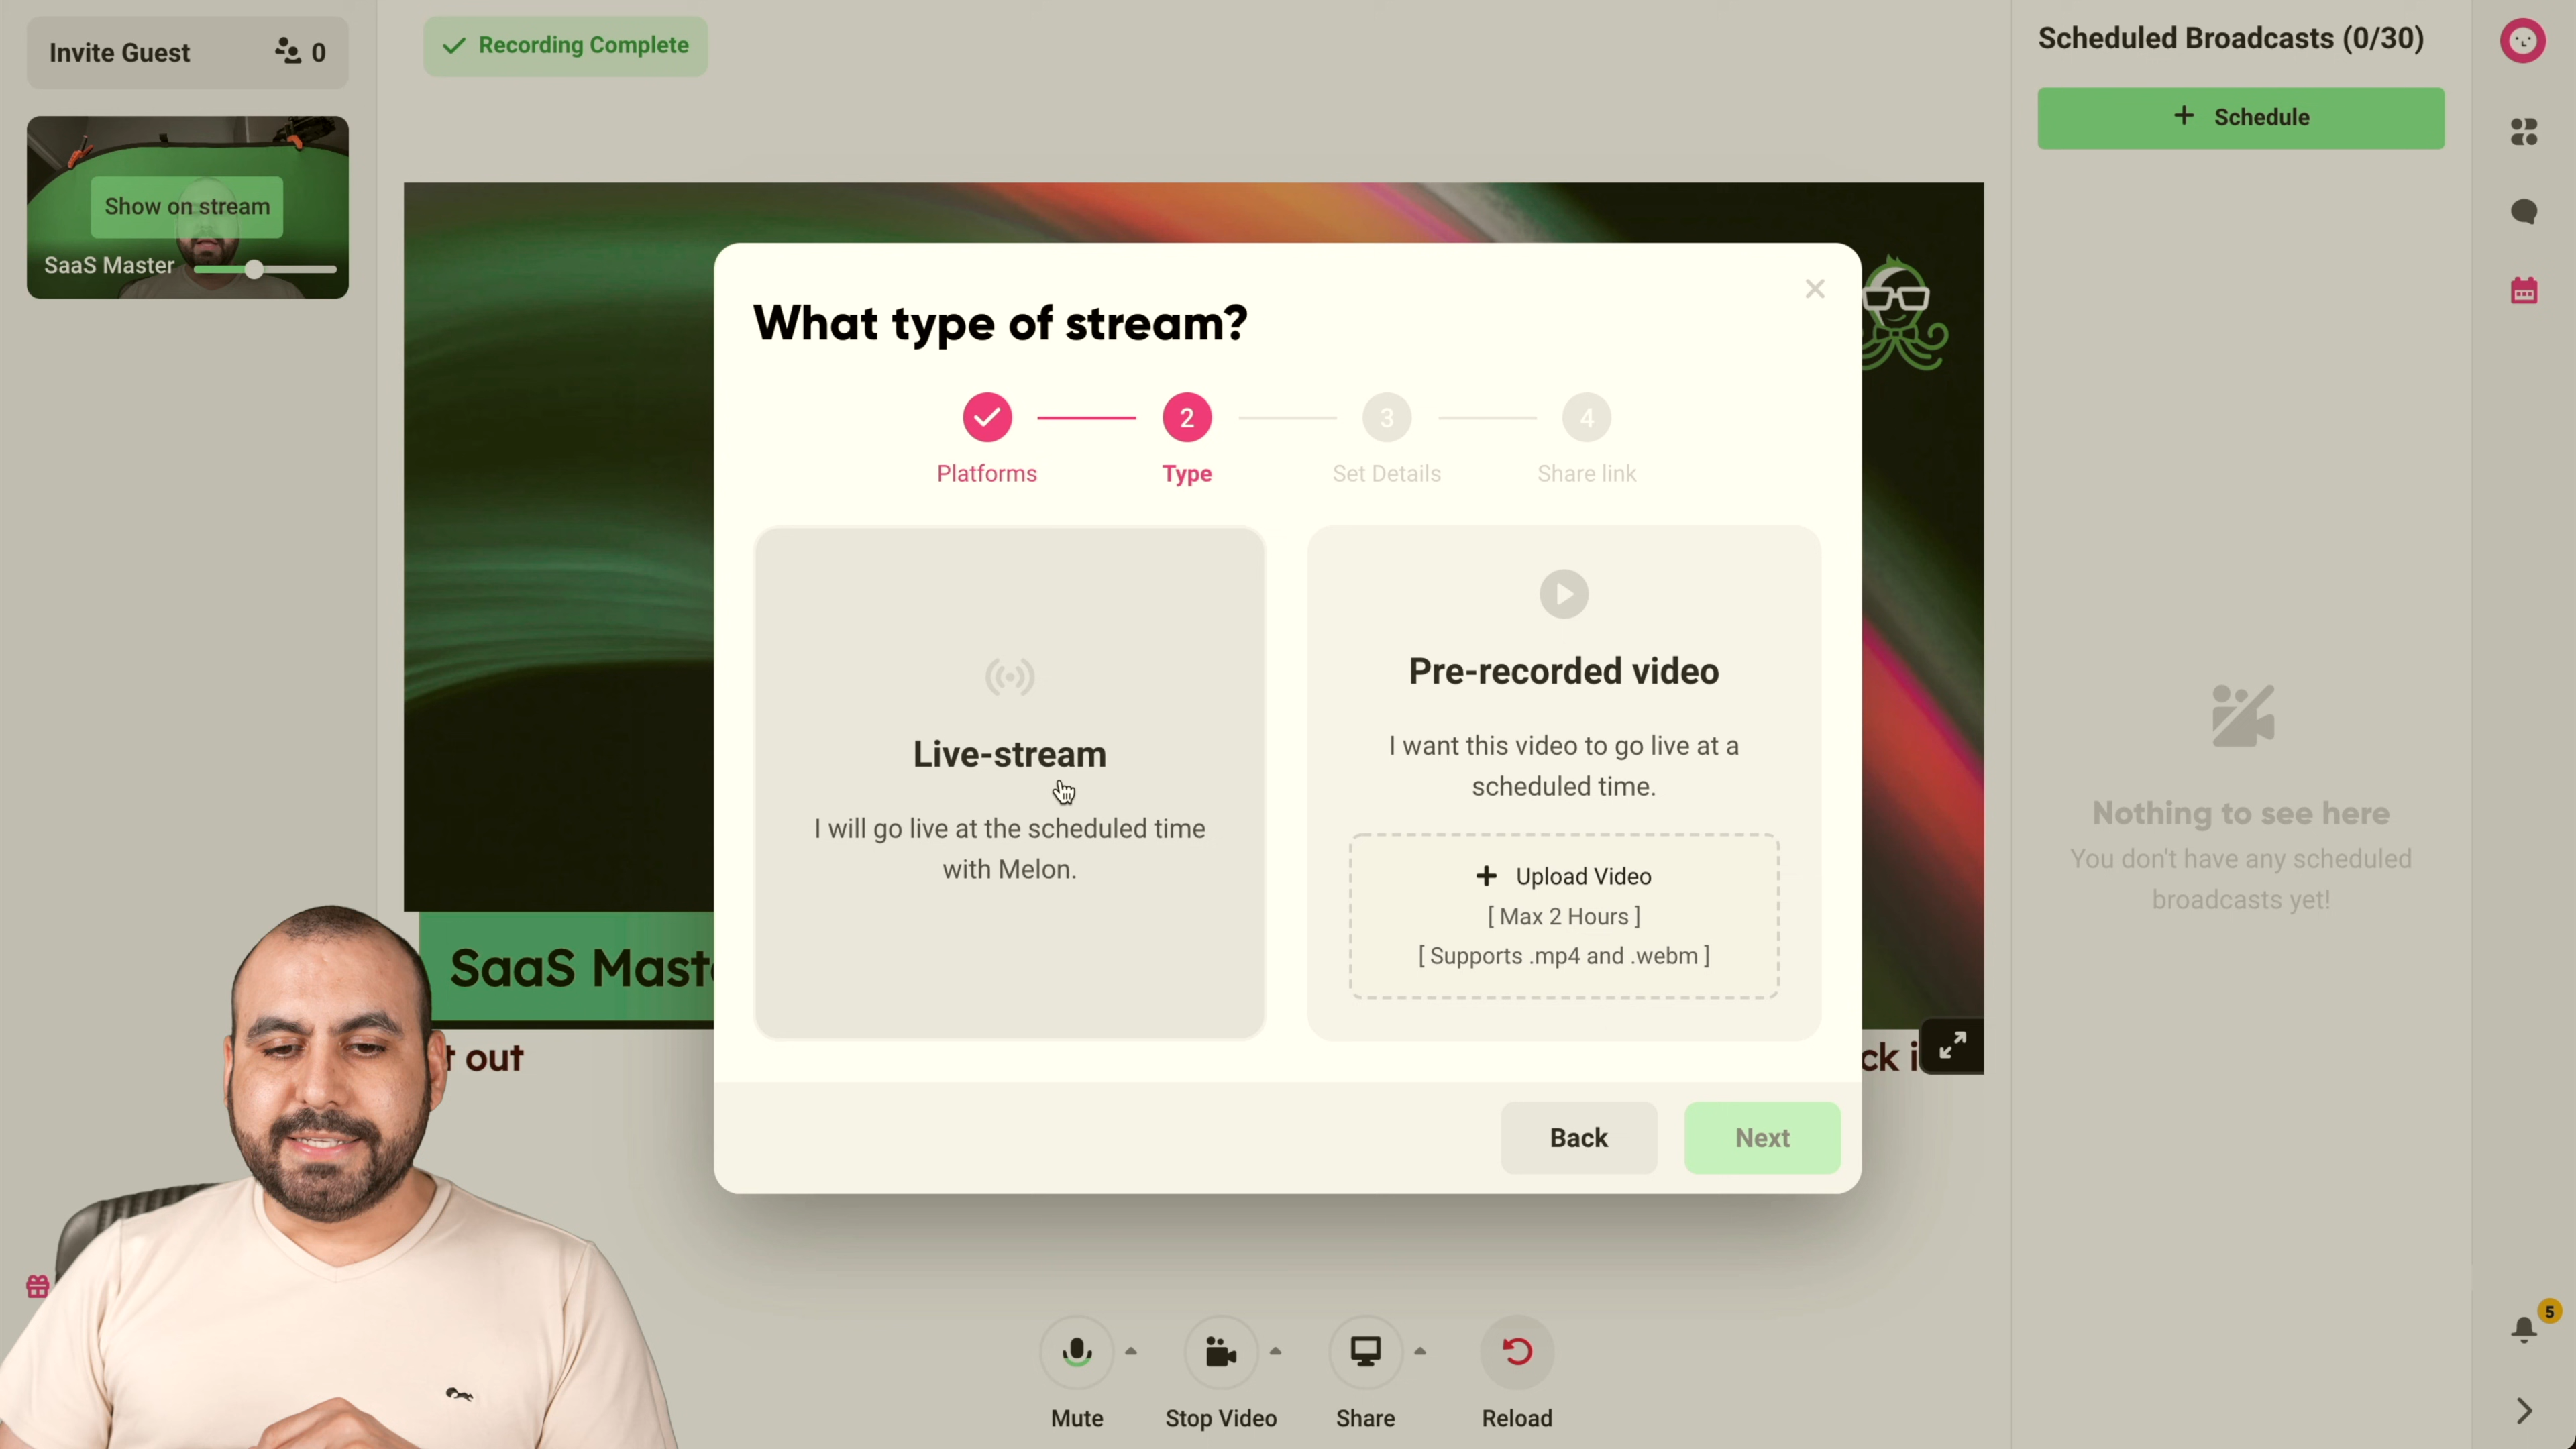 Invite Guest
0
Recording Complete
Scheduled Broadcasts (0/30)
+ Schedule
Show on stream
SaaS Master
What type of stream?
2
3
4
Platforms
Type
Set Details
Share link
Live-stream
I will go live at the scheduled time
with Melon.
Pre-recorded video
I want this video to go live at a
scheduled time.
+ Upload Video
[ Max 2 Hours ]
[ Supports .mp4 and .webm ]
Nothing to see here
You don't have any scheduled
broadcasts yet!
SaaS
out
Back
Next
5
Mute
Stop Video
Share
Reload